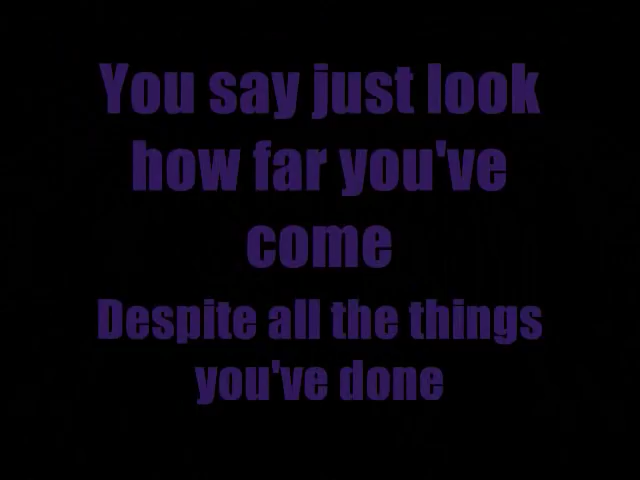 You say just look
how far you've
come
Despite all the things
you've done